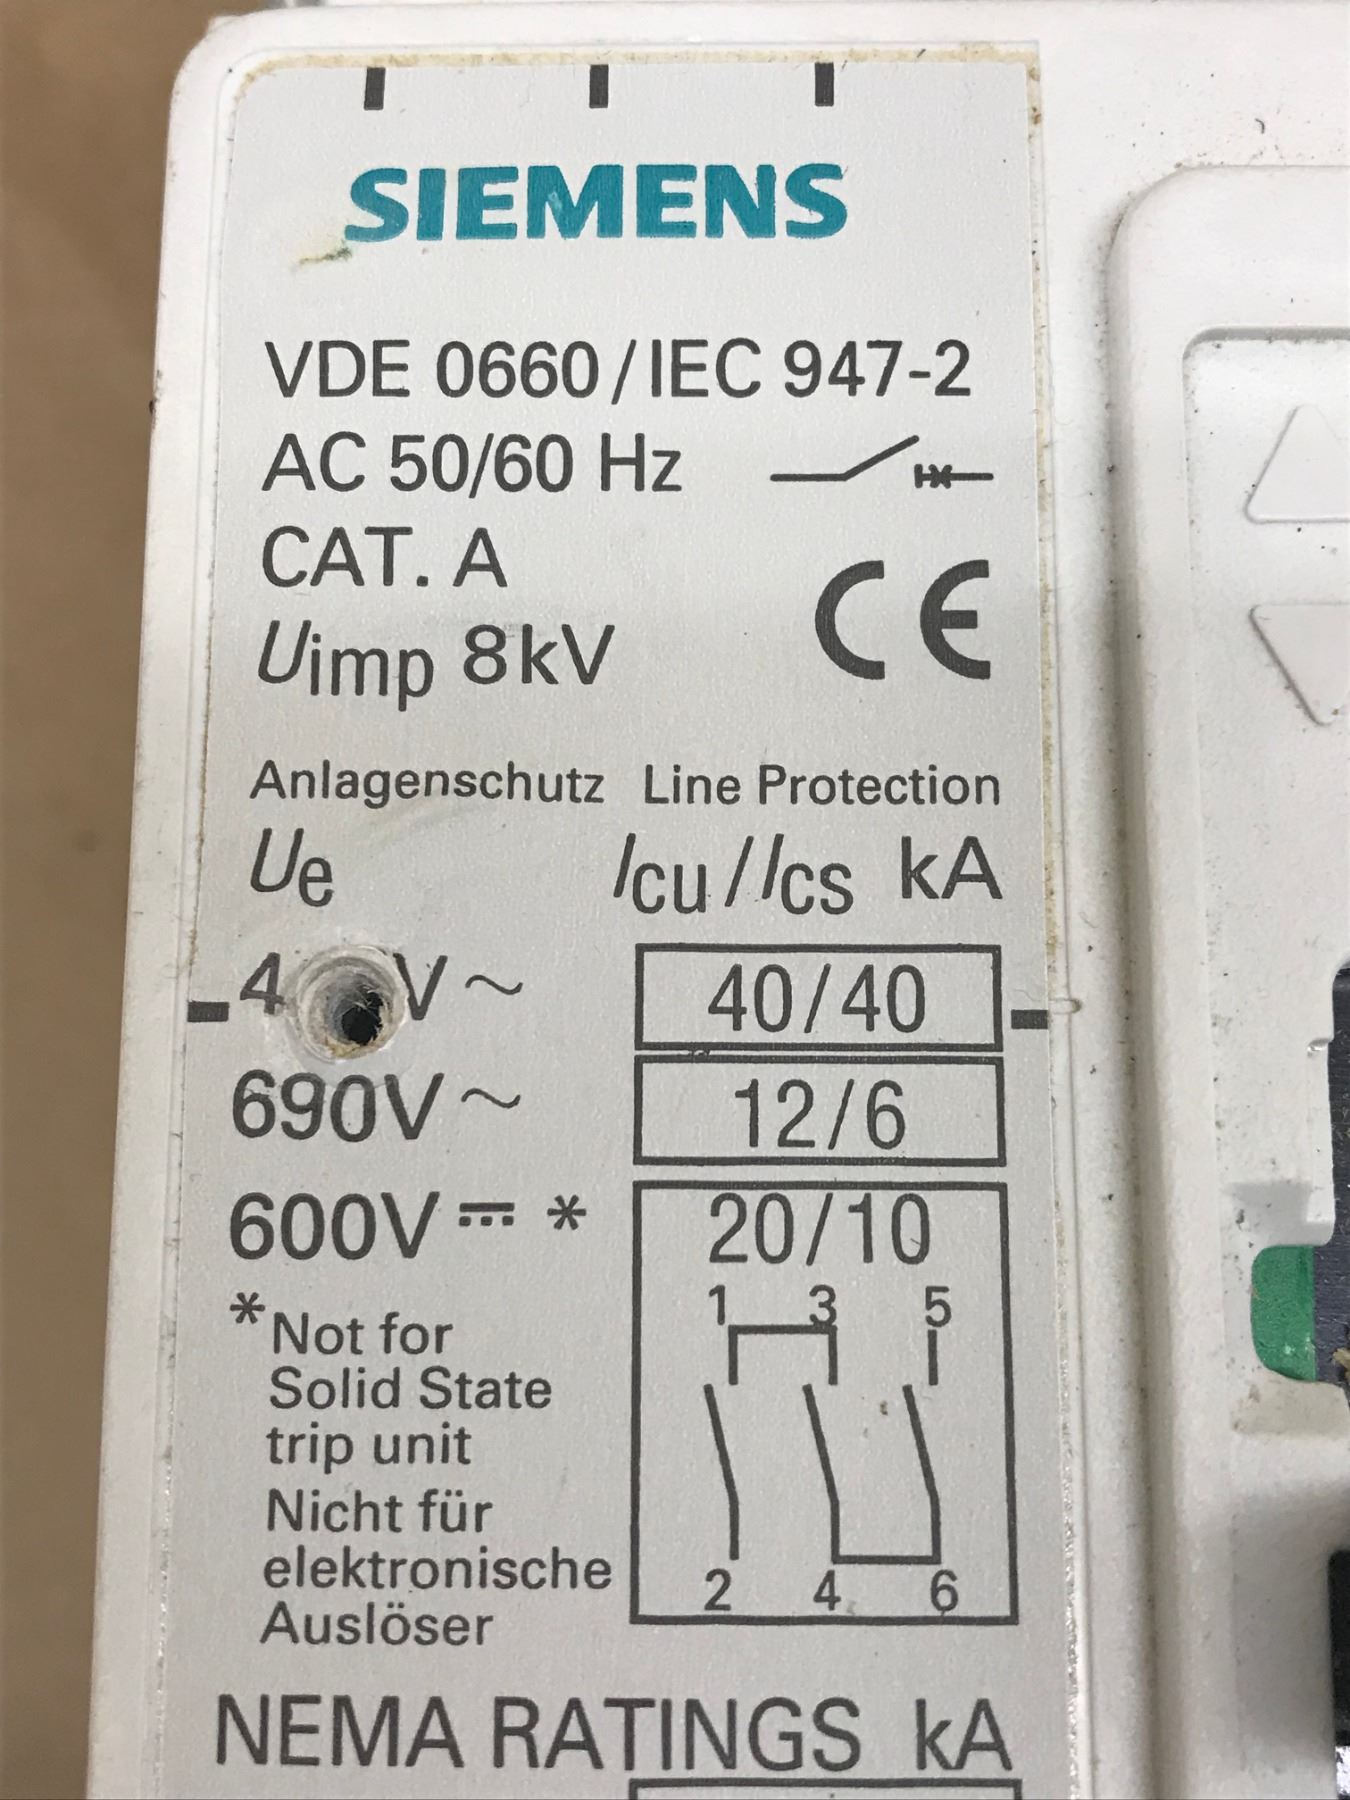 SIEMENS
VDE 0660/IEC 947-2
AC 50/60 Hz
CAT. A
CE
Uimp 8kV
Anlagenschutz Line Protection
Ue Icu/Ics kA
V~ 40/40
690V~ 12/6
600V⎓ * 20/10
1 3 5
*Not for
Solid State
trip unit
Nicht für
elektronische
Auslöser
2 4 6
NEMA RATINGS kA